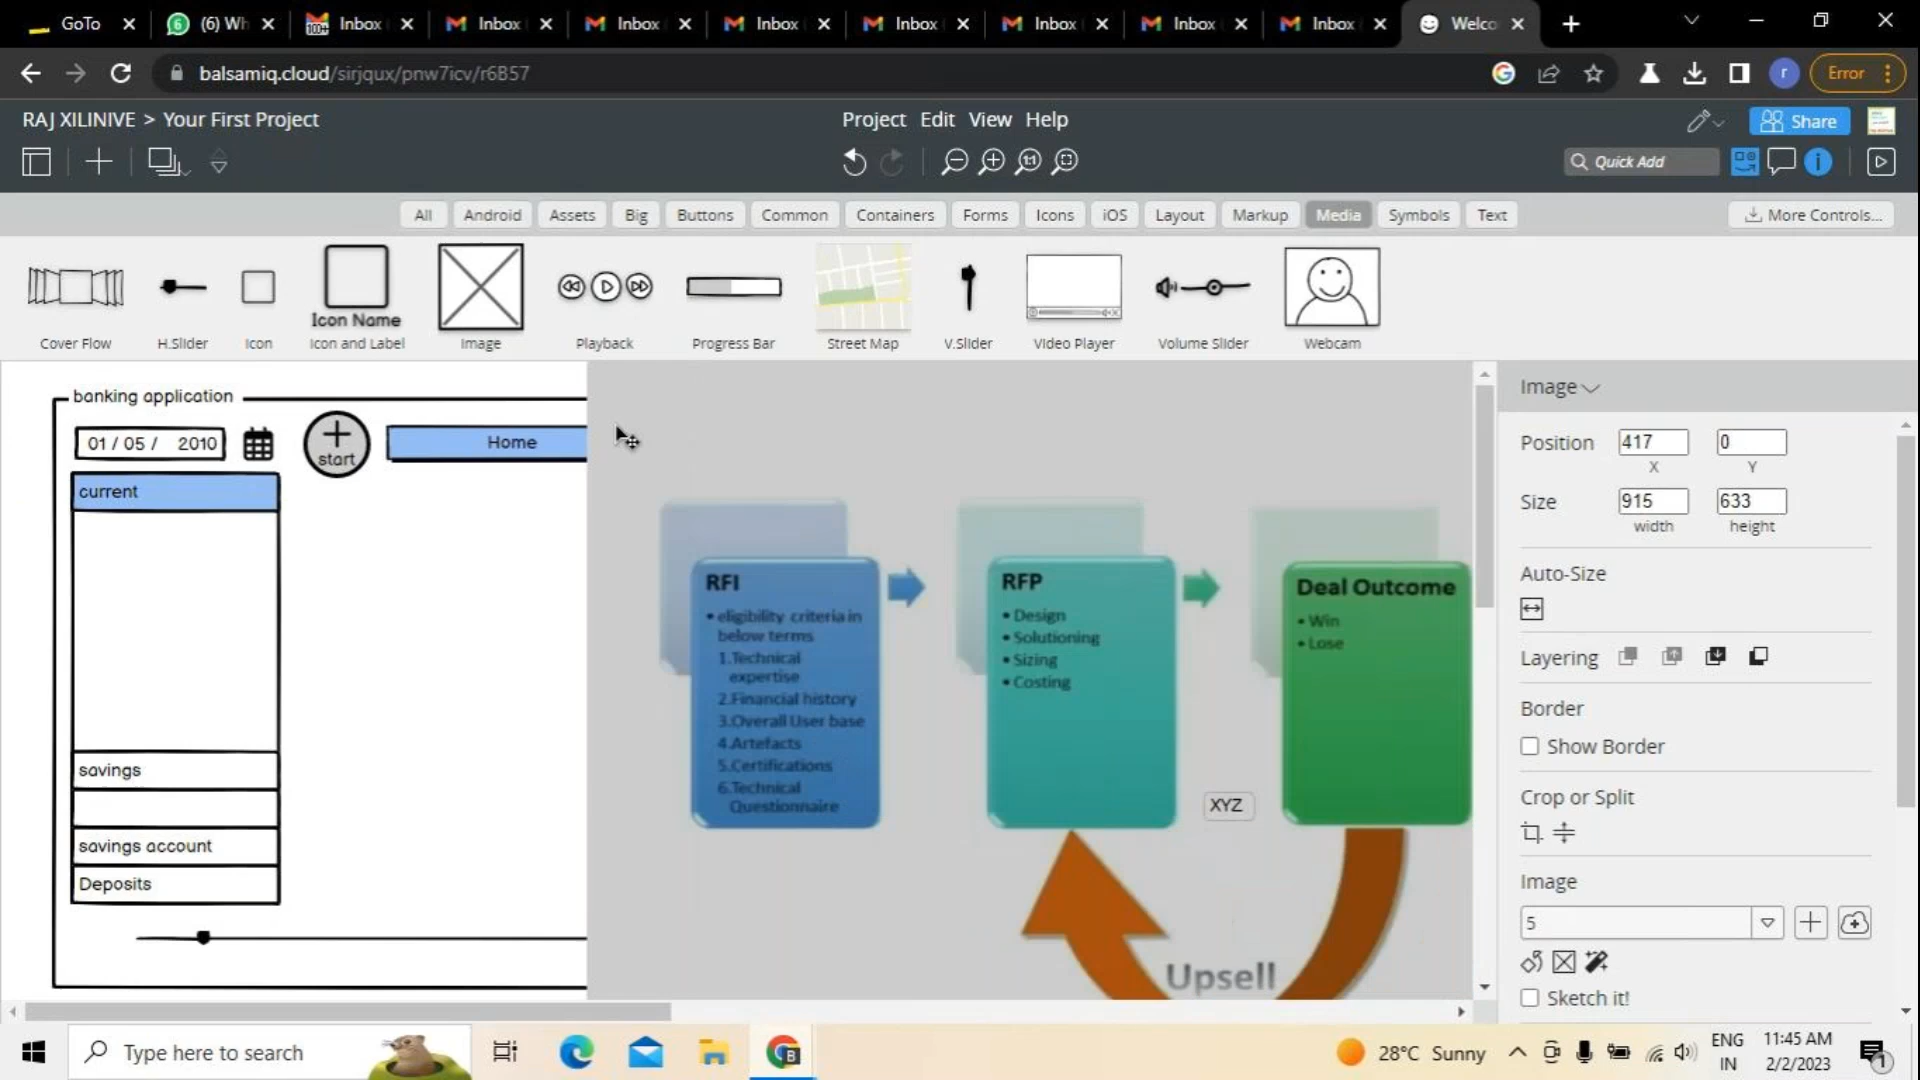 GoTo
(6) Wh
100+
Inbox
Inbox
Inbox
Inbox
Inbox
Inbox
Inbox
Inbox
Welco
balsamiq.cloud/sirjqux/pnw7icv/r6B57
r
Error
RAJ XILINIVE > Your First Project
Project Edit View Help
Share
1:1
Quick Add
All
Android
Assets
Big
Buttons
Common
Containers
Forms
Icons
iOS
Layout
Markup
Media
Symbols
Text
More Controls...
Icon Name
Cover Flow
H.Slider
Icon
Icon and Label
Image
Playback
Progress Bar
Street Map
V.Slider
Video Player
Volume Slider
Webcam
banking application
01 / 05 / 2010
start
Home
current
savings
savings account
Deposits
RFI
• eligibility criteria in
below terms
1.Technical
expertise
2.Financial history
3.Overall User base
4.Artefacts
5.Certifications
6.Technical
Questionnaire
RFP
• Design
• Solutioning
• Sizing
• Costing
Deal Outcome
• Win
• Lose
XYZ
Upsell
Image
Position
417
0
X
Y
Size
915
633
width
height
Auto-Size
Layering
Border
Show Border
Crop or Split
Image
5
Sketch it!
Type here to search
28°C Sunny
ENG
IN
11:45 AM
2/2/2023
1